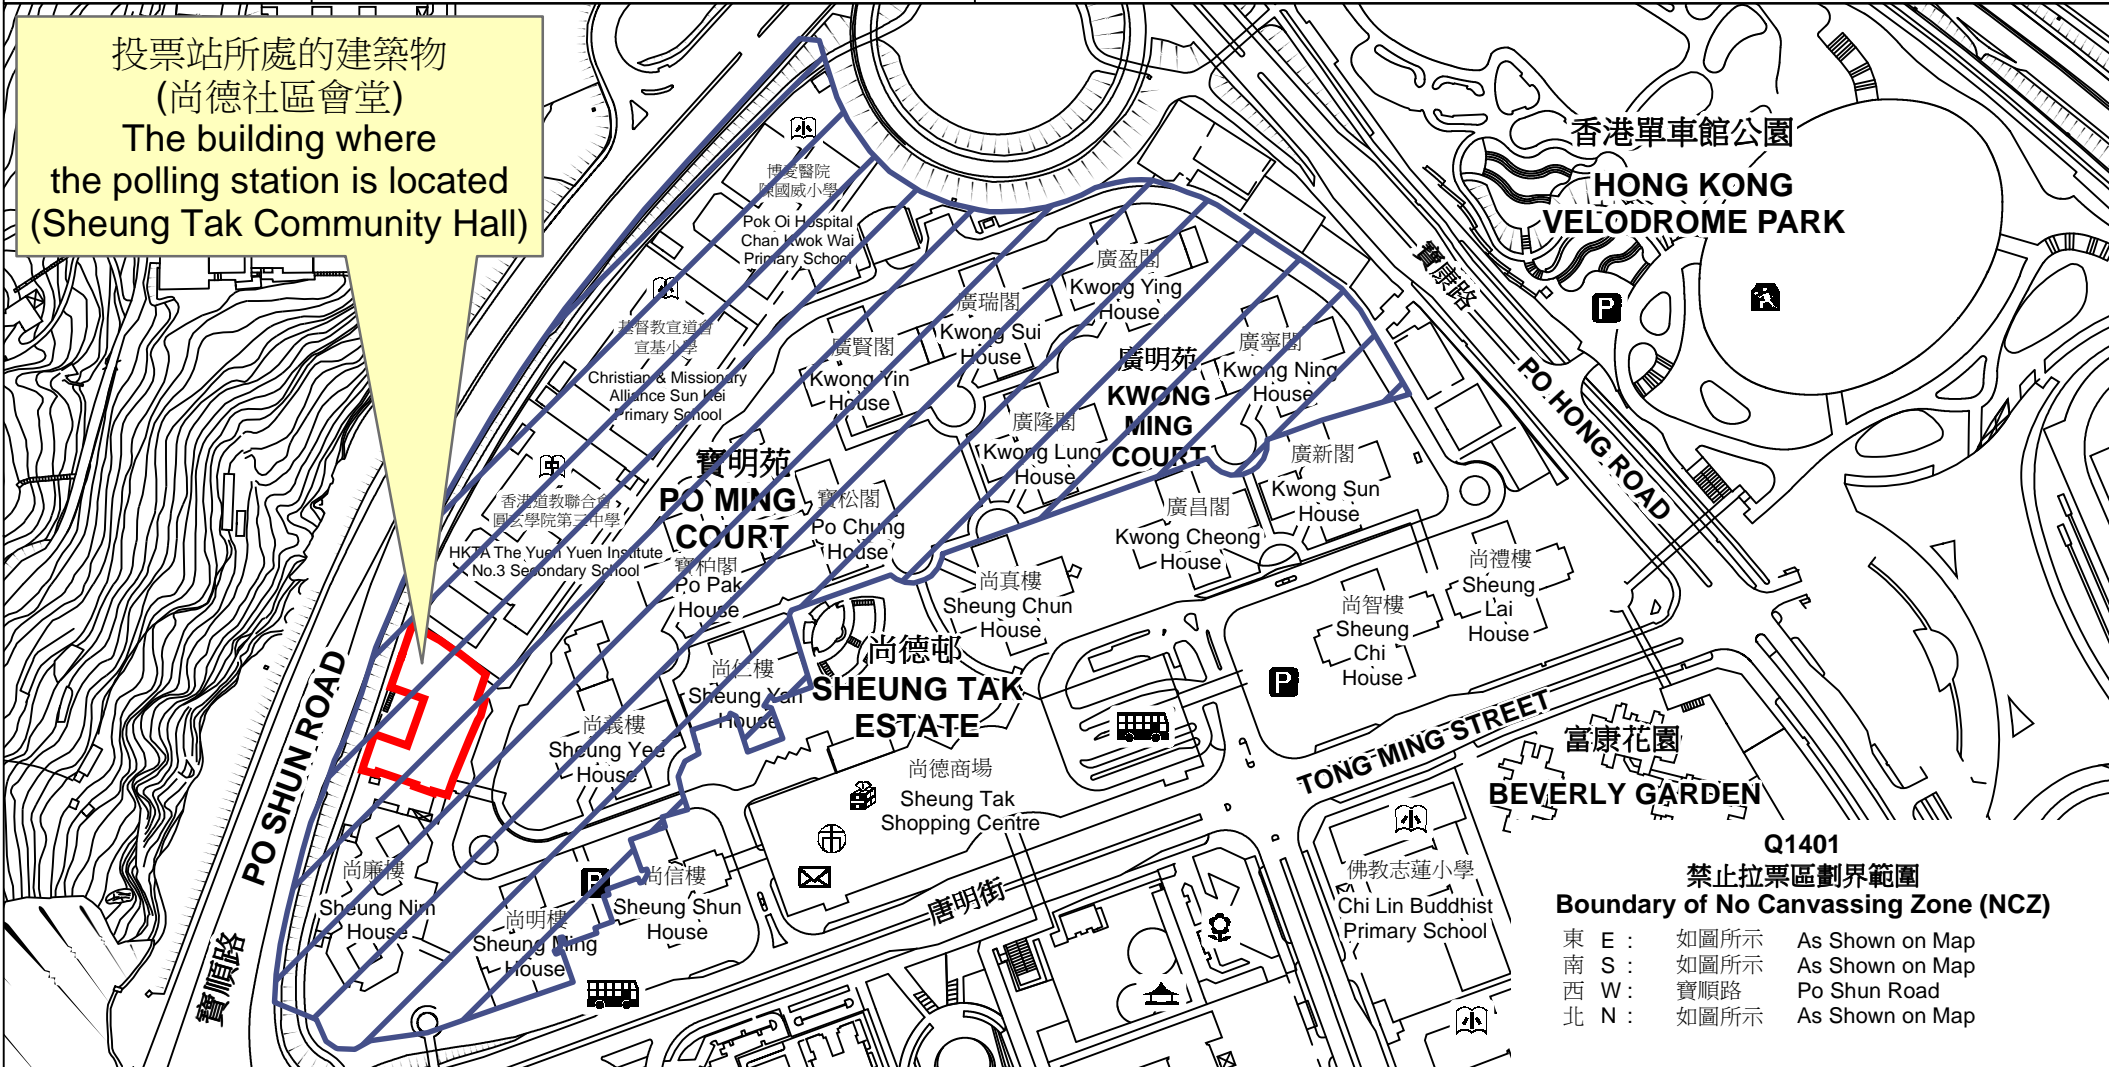 投票站所處的建築物
(尚德社區會堂)
The building where
the polling station is located
(Sheung Tak Community Hall)
香港單車館公園
HONG KONG
VELODROME PARK
小
博愛醫院
陳國威小學
Pok Oi Hospital
Chan Kwok Wai
Primary School
小
基督教宣道會
宣基小學
Christian & Missionary
Alliance Sun Kei
Primary School
中
香港道教聯合會
圓玄學院第三中學
HKTA The Yuen Yuen Institute
No.3 Secondary School
廣盈閣
Kwong Ying
House
廣瑞閣
Kwong Sui
House
廣賢閣
Kwong Yin
House
廣明苑
KWONG
MING
COURT
廣寧閣
Kwong Ning
House
廣隆閣
Kwong Lung
House
廣新閣
Kwong Sun
House
廣昌閣
Kwong Cheong
House
寶明苑
PO MING
COURT
寶松閣
Po Chung
House
寶柏閣
Po Pak
House
寶康路
PO HONG ROAD
P
尚真樓
Sheung Chun
House
尚禮樓
Sheung
Lai
House
尚智樓
Sheung
Chi
House
尚德邨
SHEUNG TAK
ESTATE
尚仁樓
Sheung Yan
House
尚義樓
Sheung Yee
House
P
尚德商場
Sheung Tak
Shopping Centre
市
TONG MING STREET
唐明街
富康花園
BEVERLY GARDEN
PO SHUN ROAD
寶順路
尚廉樓
Sheung Nim
House
P
尚信樓
Sheung Shun
House
尚明樓
Sheung Ming
House
小
佛教志蓮小學
Chi Lin Buddhist
Primary School
小
Q1401
禁止拉票區劃界範圍
Boundary of No Canvassing Zone (NCZ)
東 E : 如圖所示 As Shown on Map
南 S : 如圖所示 As Shown on Map
西 W : 寶順路 Po Shun Road
北 N : 如圖所示 As Shown on Map